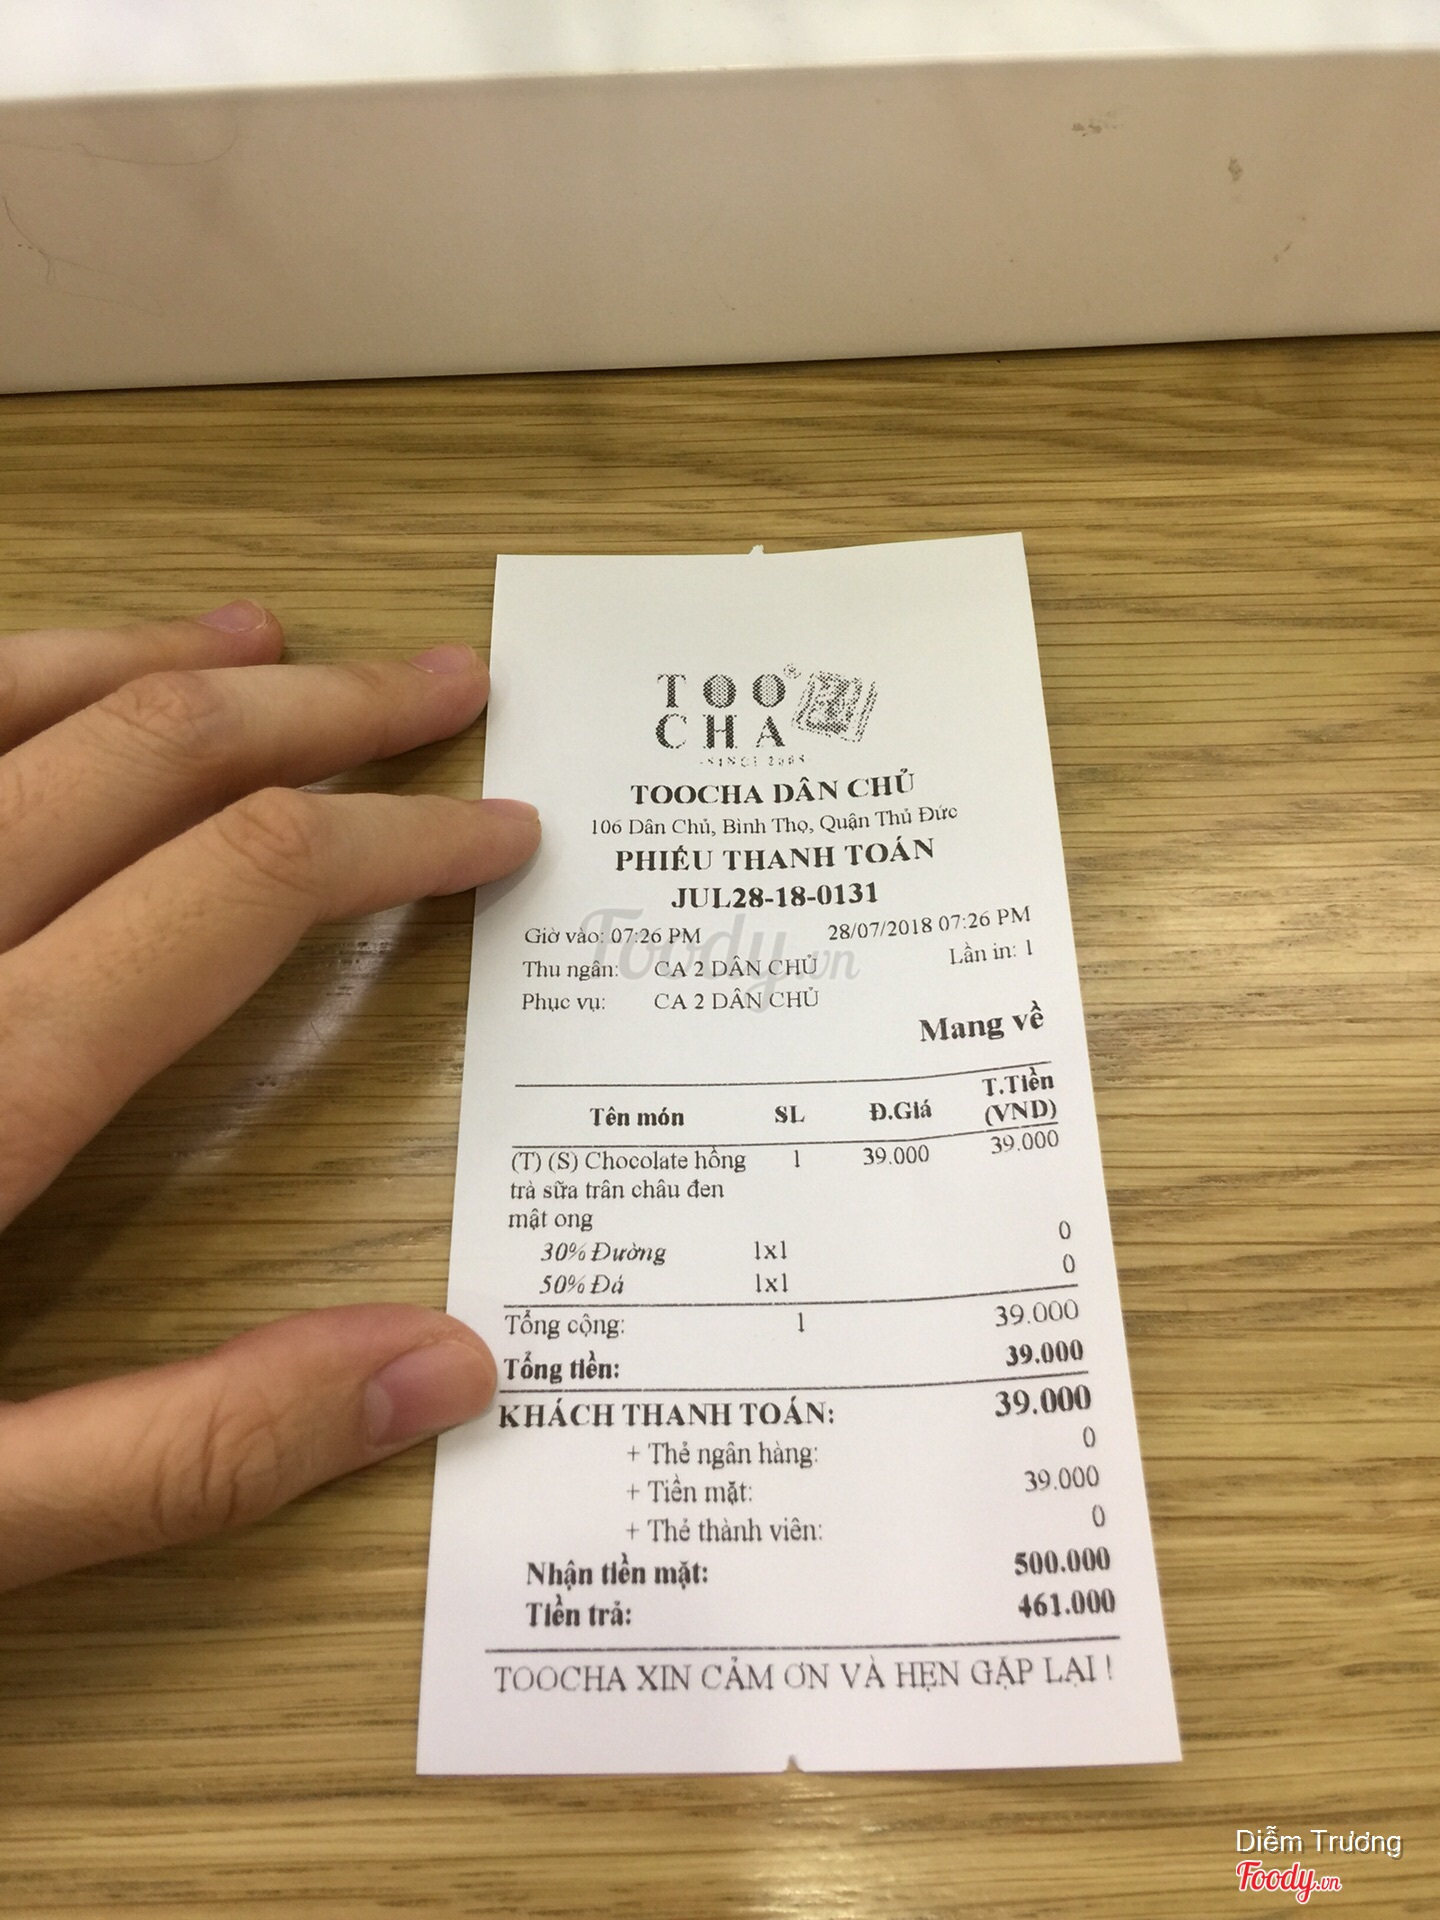 TOO
CHA
SINCE 2005
TOOCHA DÂN CHỦ
106 Dân Chủ, Bình Thọ, Quận Thủ Đức
PHIẾU THANH TOÁN
JUL28-18-0131
Giờ vào: 07:26 PM 28/07/2018 07:26 PM
Thu ngân: CA 2 DÂN CHỦ Lần in: 1
Phục vụ: CA 2 DÂN CHỦ
Mang về
Tên món SL Đ.Giá T.Tiền (VND)
(T) (S) Chocolate hồng 1 39.000 39.000
trà sữa trân châu đen
mật ong
30% Đường 1x1 0
50% Đá 1x1 0
Tổng cộng: 1 39.000
Tổng tiền: 39.000
KHÁCH THANH TOÁN: 39.000
+ Thẻ ngân hàng: 0
+ Tiền mặt: 39.000
+ Thẻ thành viên: 0
Nhận tiền mặt: 500.000
Tiền trả: 461.000
TOOCHA XIN CẢM ƠN VÀ HẸN GẶP LẠI !
Foody.vn
Diễm Trương
Foody.vn